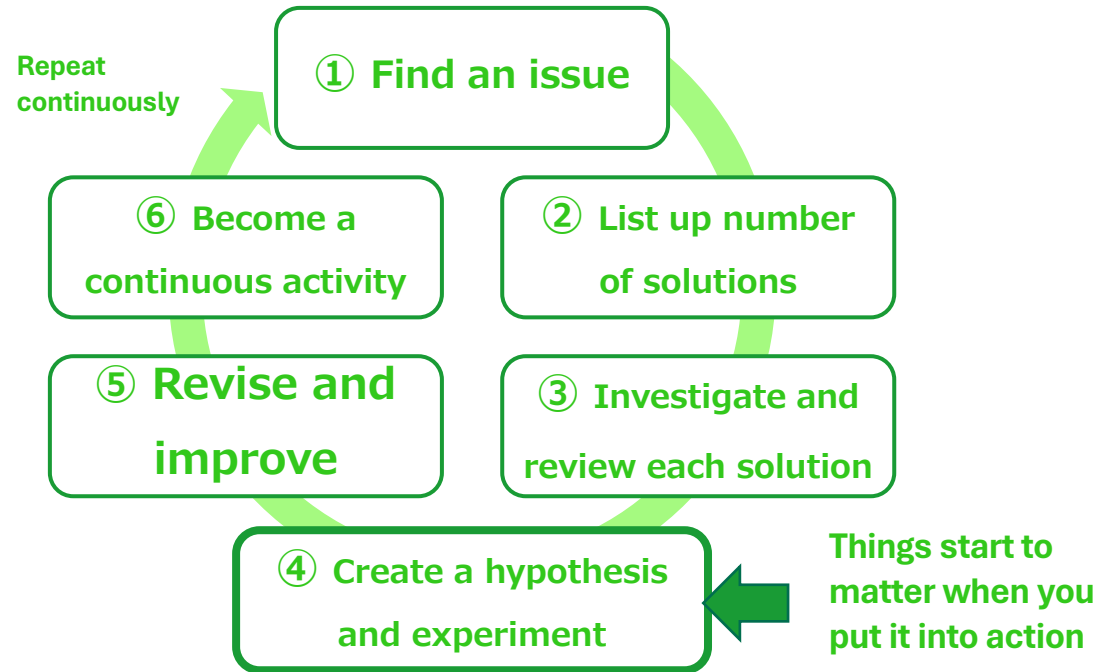 Repeat
continuously
① Find an issue
② List up number
of solutions
③ Investigate and
review each solution
④ Create a hypothesis
and experiment
Things start to
matter when you
put it into action
⑤ Revise and
improve
⑥ Become a
continuous activity